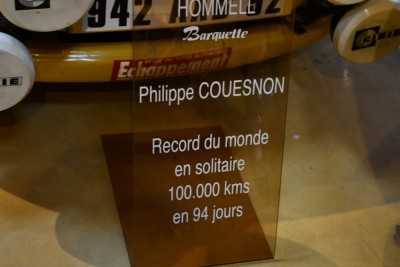 HOMMELL
Barquette
Echappement
Philippe COUESNON
Record du monde
en solitaire
100.000 kms
en 94 jours
942